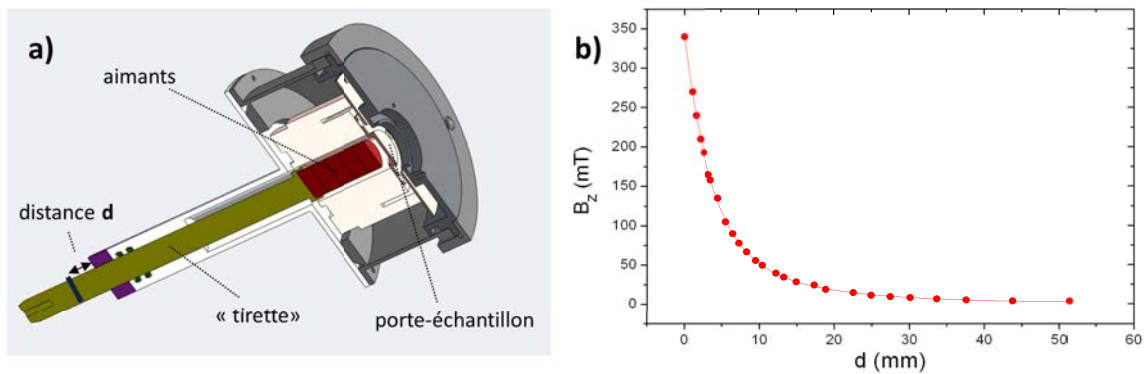 a)
aimants
distance d
« tirette»
porte-échantillon
b)
350
300
250
200
150
100
50
0
B_z (mT)
0 10 20 30 40 50 60
d (mm)